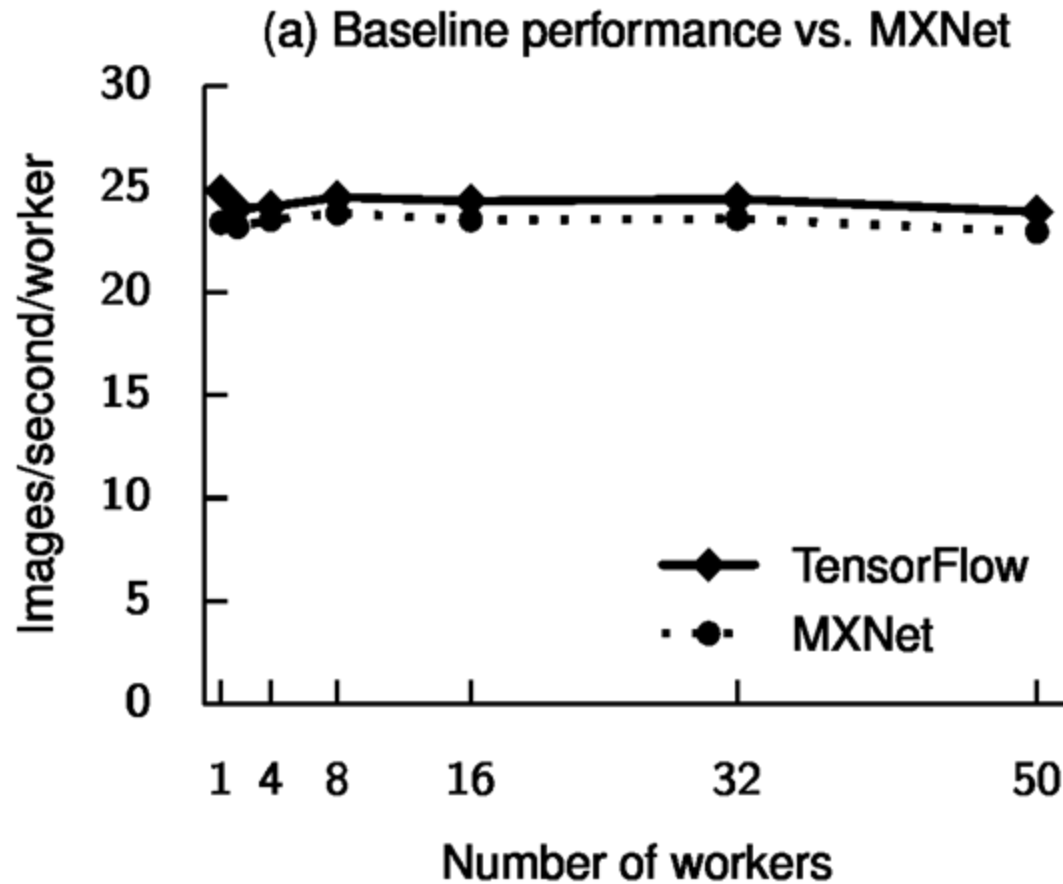 (a) Baseline performance vs. MXNet
30
25
20
15
10
5
0
Images/second/worker
TensorFlow
MXNet
1 4 8 16 32 50
Number of workers